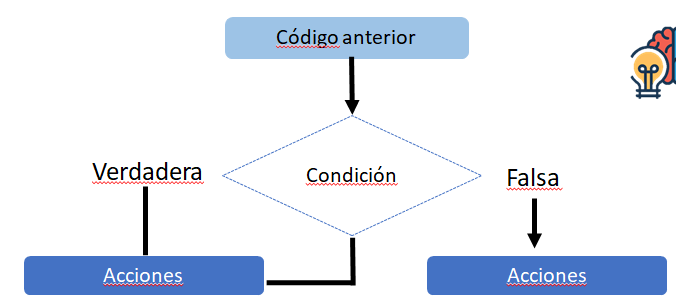 Código anterior
Verdadera
Condición
Falsa
Acciones
Acciones